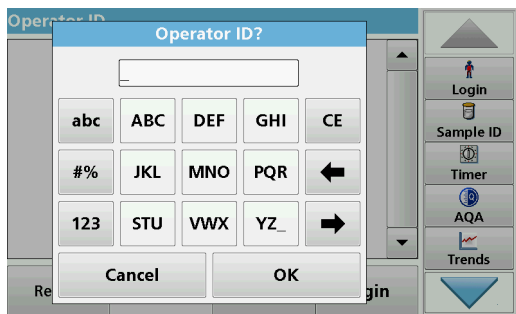 Operator ID
Operator ID?
_
abc ABC DEF GHI CE
#% JKL MNO PQR
123 STU VWX YZ_
Cancel OK
Login
Sample ID
Timer
AQA
Trends